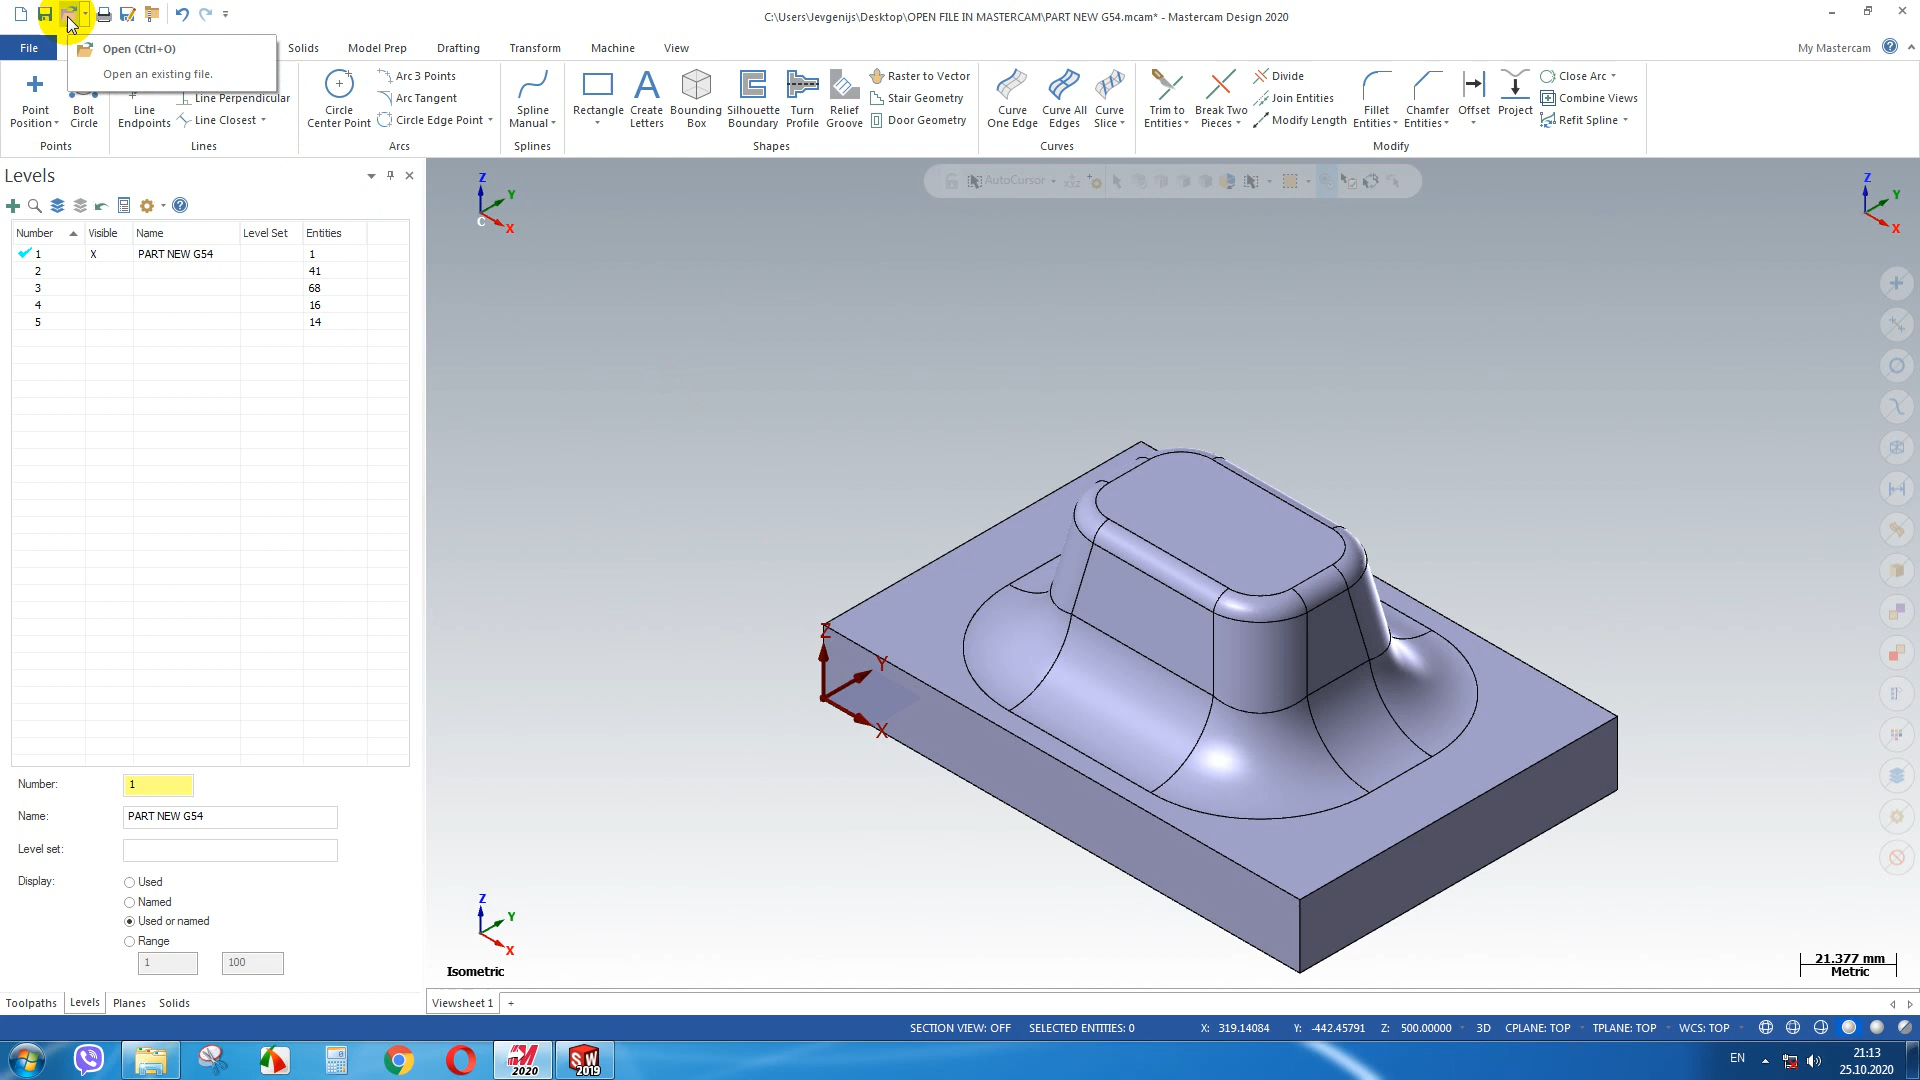 C:\Users\Jevgenijs\Desktop\OPEN FILE IN MASTERCAM\PART NEW G54.mcam* - Mastercam Design 2020
File
Solids
Model Prep
Drafting
Transform
Machine
View
My Mastercam
Open (Ctrl+O)
Open an existing file.
Point Position
Bolt Circle
Points
Line Endpoints
Line Perpendicular
Line Closest
Lines
Circle Center Point
Arc 3 Points
Arc Tangent
Circle Edge Point
Arcs
Spline Manual
Splines
Rectangle
Create Letters
Bounding Box
Silhouette Boundary
Turn Profile
Relief Groove
Raster to Vector
Stair Geometry
Door Geometry
Shapes
Curve One Edge
Curve All Edges
Curve Slice
Curves
Trim to Entities
Break Two Pieces
Divide
Join Entities
Modify Length
Fillet Entities
Chamfer Entities
Offset
Project
Close Arc
Combine Views
Refit Spline
Modify
Levels
AutoCursor
Number Visible Name Level Set Entities
1 X PART NEW G54 1
2 41
3 68
4 16
5 14
Number: 1
Name: PART NEW G54
Level set:
Display:
Used
Named
Used or named
Range
1 100
Toolpaths Levels Planes Solids
Z
Y
X
C
Z
Y
X
Z
Y
X
Z
Y
X
Isometric
21.377 mm
Metric
Viewsheet 1 +
SECTION VIEW: OFF SELECTED ENTITIES: 0 X: 319.14084 Y: -442.45791 Z: 500.00000 3D CPLANE: TOP TPLANE: TOP WCS: TOP
2020
SW
2019
EN
21:13
25.10.2020